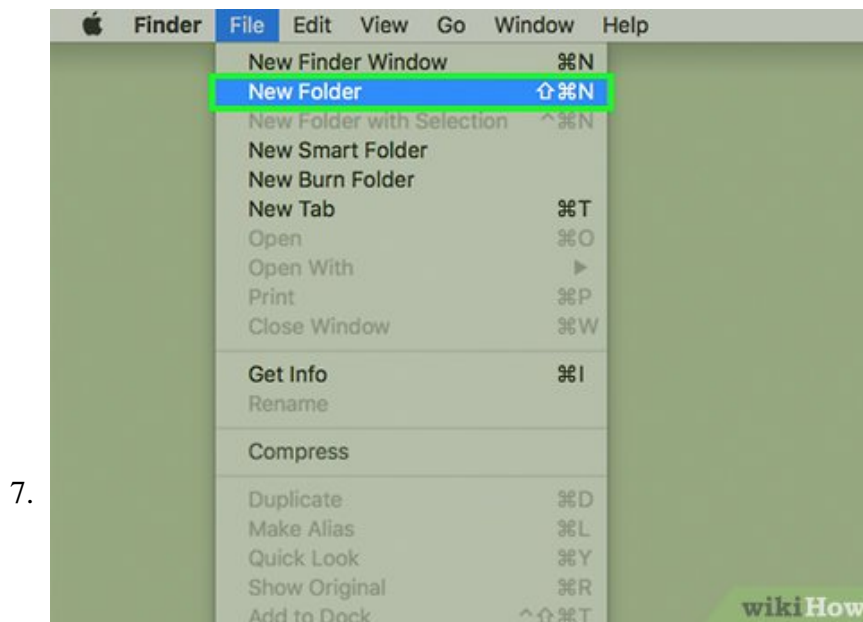 Finder File Edit View Go Window Help
New Finder Window ⌘N
New Folder ⇧⌘N
New Folder with Selection ^⌘N
New Smart Folder
New Burn Folder
New Tab ⌘T
Open ⌘O
Open With ▶
Print ⌘P
Close Window ⌘W
Get Info ⌘I
Rename
Compress
7.
Duplicate ⌘D
Make Alias ⌘L
Quick Look ⌘Y
Show Original ⌘R
Add to Dock ^⇧⌘T
wikiHow